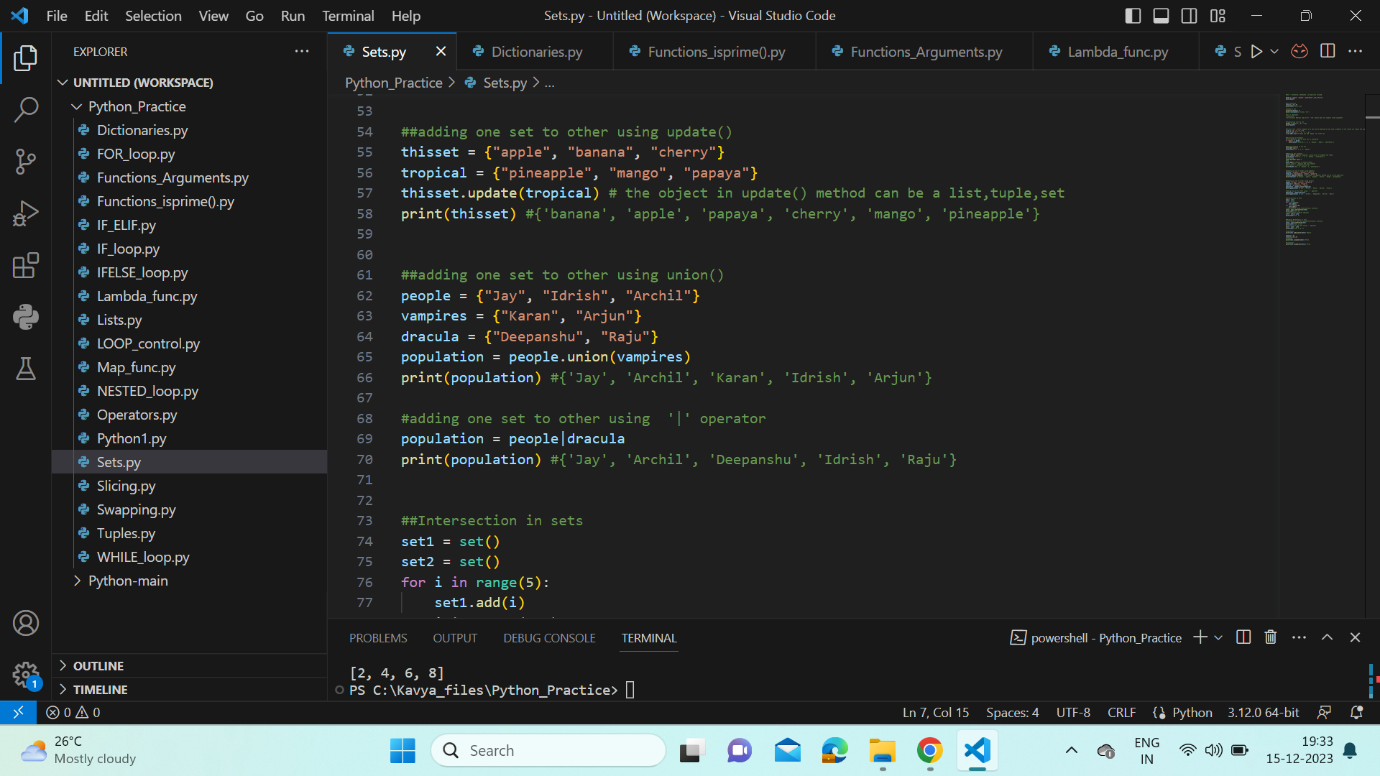 File Edit Selection View Go Run Terminal Help
Sets.py - Untitled (Workspace) - Visual Studio Code
EXPLORER
UNTITLED (WORKSPACE)
Python_Practice
Dictionaries.py
FOR_loop.py
Functions_Arguments.py
Functions_isprime().py
IF_ELIF.py
IF_loop.py
IFELSE_loop.py
Lambda_func.py
Lists.py
LOOP_control.py
Map_func.py
NESTED_loop.py
Operators.py
Python1.py
Sets.py
Slicing.py
Swapping.py
Tuples.py
WHILE_loop.py
Python-main
OUTLINE
TIMELINE
1
Sets.py Dictionaries.py Functions_isprime().py Functions_Arguments.py Lambda_func.py S
Python_Practice > Sets.py > ...
53
54 ##adding one set to other using update()
55 thisset = {"apple", "banana", "cherry"}
56 tropical = {"pineapple", "mango", "papaya"}
57 thisset.update(tropical) # the object in update() method can be a list,tuple,set
58 print(thisset) #{'banana', 'apple', 'papaya', 'cherry', 'mango', 'pineapple'}
59
60
61 ##adding one set to other using union()
62 people = {"Jay", "Idrish", "Archil"}
63 vampires = {"Karan", "Arjun"}
64 dracula = {"Deepanshu", "Raju"}
65 population = people.union(vampires)
66 print(population) #{'Jay', 'Archil', 'Karan', 'Idrish', 'Arjun'}
67
68 #adding one set to other using  '|' operator
69 population = people|dracula
70 print(population) #{'Jay', 'Archil', 'Deepanshu', 'Idrish', 'Raju'}
71
72
73 ##Intersection in sets
74 set1 = set()
75 set2 = set()
76 for i in range(5):
77     set1.add(i)
PROBLEMS OUTPUT DEBUG CONSOLE TERMINAL
powershell - Python_Practice
[2, 4, 6, 8]
PS C:\Kavya_files\Python_Practice>
0 0
Ln 7, Col 15 Spaces: 4 UTF-8 CRLF Python 3.12.0 64-bit
26°C
Mostly cloudy
Search
ENG
IN
19:33
15-12-2023